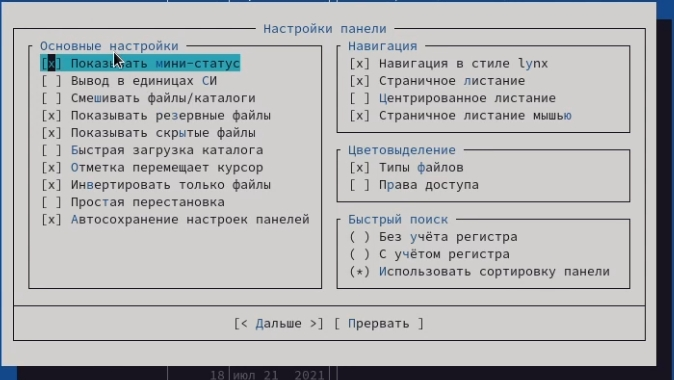 Настройки панели
Основные настройки
[x] Показывать мини-статус
[ ] Вывод в единицах СИ
[ ] Смешивать файлы/каталоги
[x] Показывать резервные файлы
[x] Показывать скрытые файлы
[ ] Быстрая загрузка каталога
[x] Отметка перемещает курсор
[x] Инвертировать только файлы
[ ] Простая перестановка
[x] Автосохранение настроек панелей
Навигация
[x] Навигация в стиле lynx
[x] Страничное листание
[ ] Центрированное листание
[x] Страничное листание мышью
Цветовыделение
[x] Типы файлов
[ ] Права доступа
Быстрый поиск
( ) Без учёта регистра
( ) С учётом регистра
(*) Использовать сортировку панели
[< Дальше >] [ Прервать ]
18 июл 21 2021